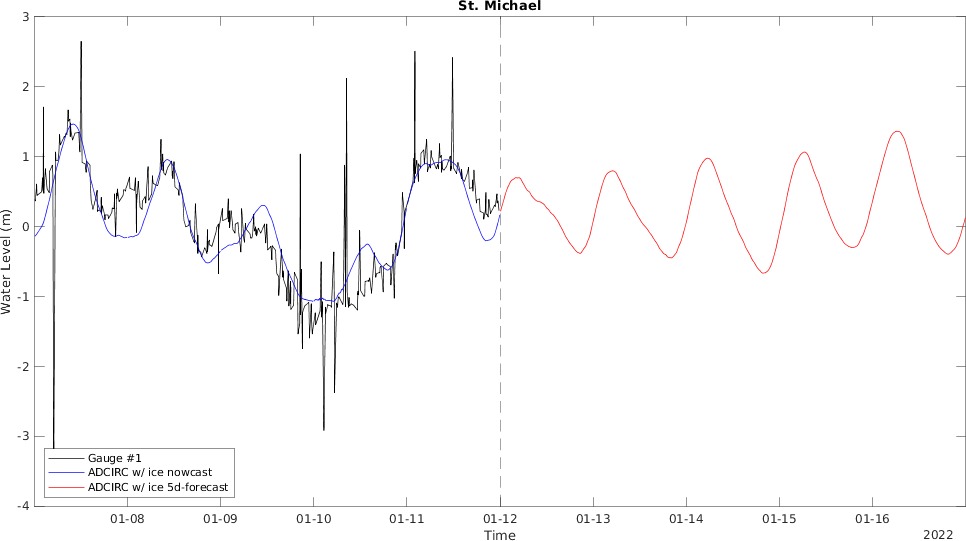 St. Michael
3
2
1
0
-1
-2
-3
-4
Water Level (m)
Gauge #1
ADCIRC w/ ice nowcast
ADCIRC w/ ice 5d-forecast
01-08 01-09 01-10 01-11 01-12 01-13 01-14 01-15 01-16
Time
2022